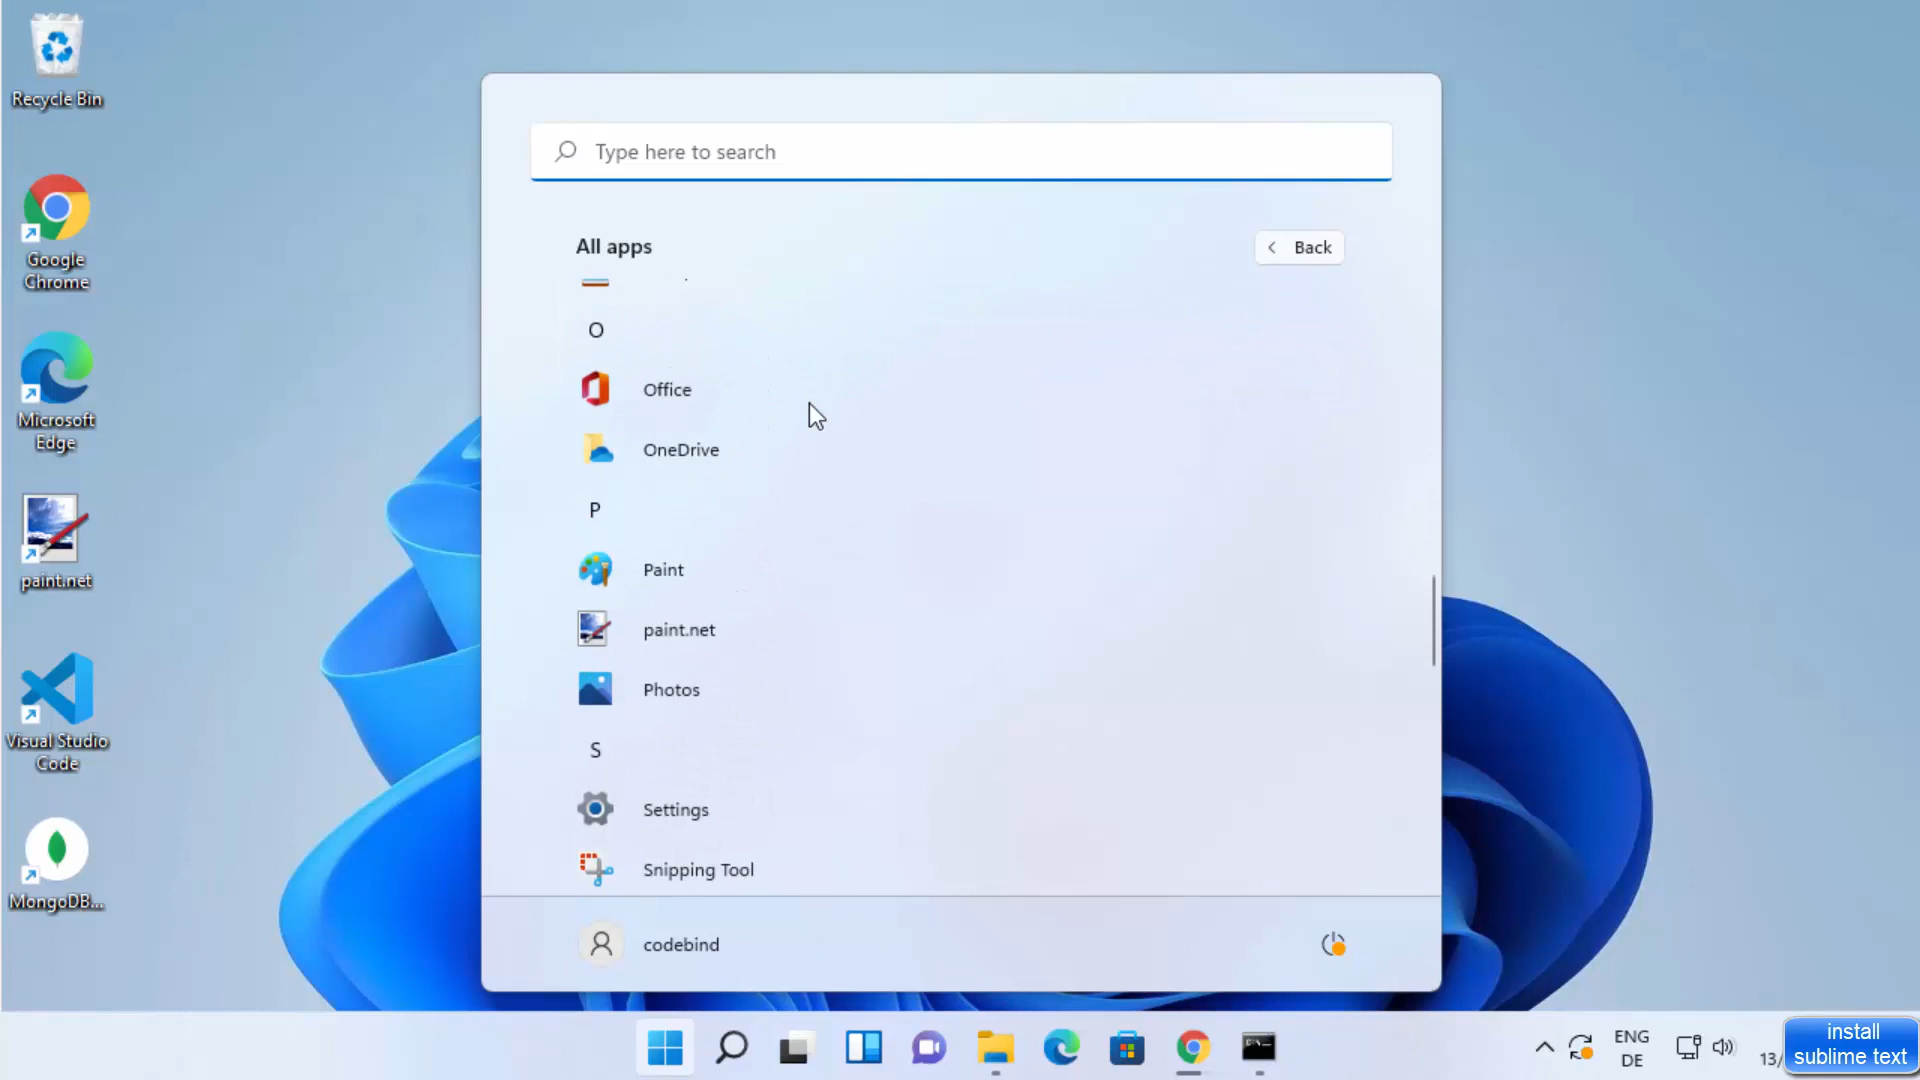 Recycle Bin
Google
Chrome
Microsoft
Edge
paint.net
Visual Studio
Code
MongoDB...
Type here to search
All apps
Back
O
Office
OneDrive
P
Paint
paint.net
Photos
S
Settings
Snipping Tool
codebind
ENG
DE
13/
install
sublime text